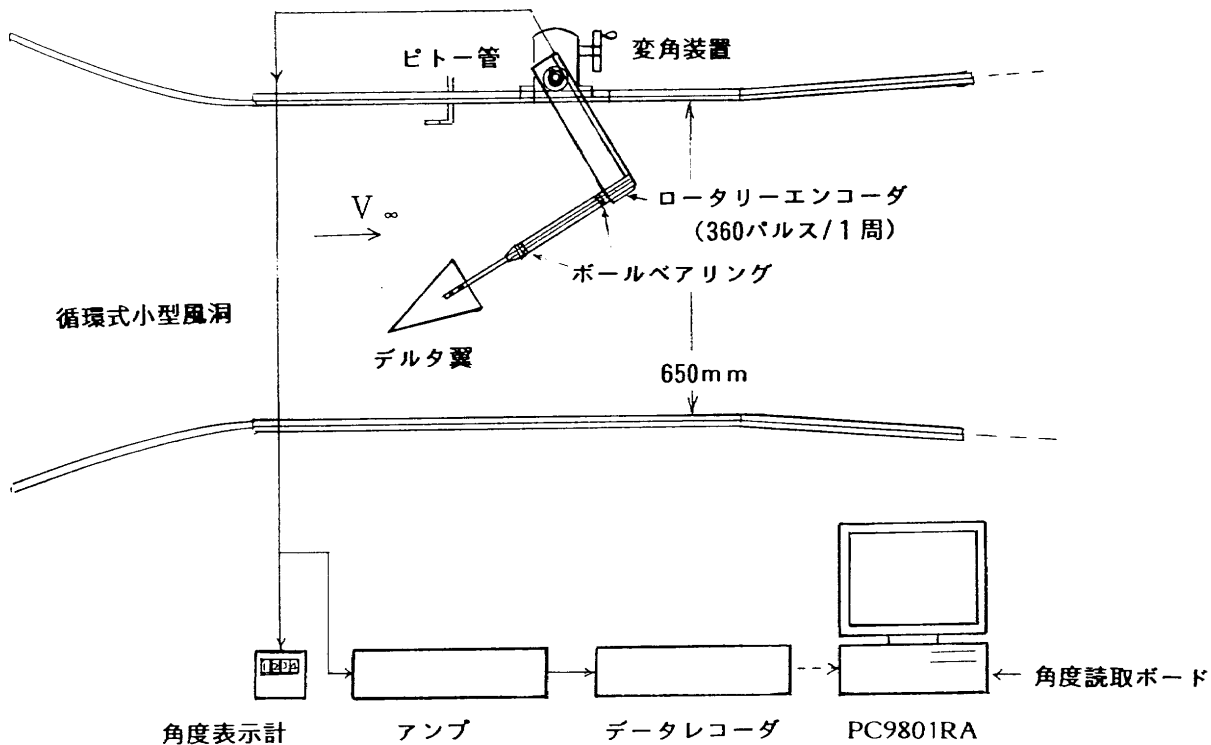 ピトー管
変角装置
V∞
ロータリーエンコーダ
(360パルス/1周)
ボールベアリング
循環式小型風洞
デルタ翼
650mm
1234
角度読取ボード
角度表示計
アンプ
データレコーダ
PC9801RA